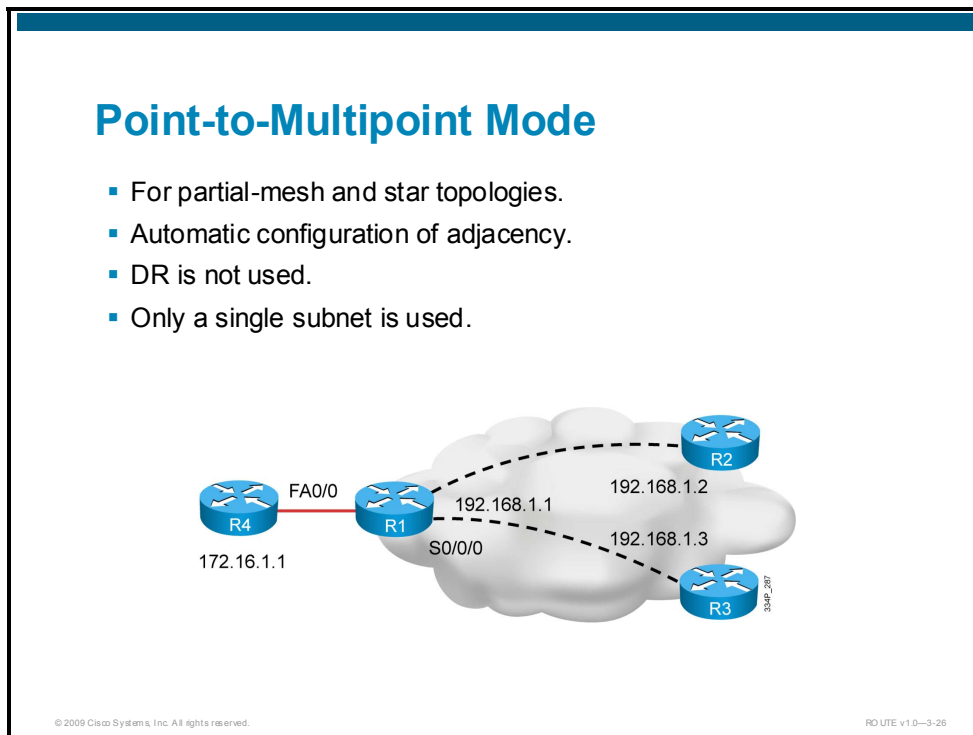 Point-to-Multipoint Mode
▪ For partial-mesh and star topologies.
▪ Automatic configuration of adjacency.
▪ DR is not used.
▪ Only a single subnet is used.
R2
FA0/0
192.168.1.2
192.168.1.1
R4
R1
192.168.1.3
S0/0/0
172.16.1.1
R3
334P_287
© 2009 Cisco Systems, Inc. All rights reserved.
ROUTE v1.0—3-26